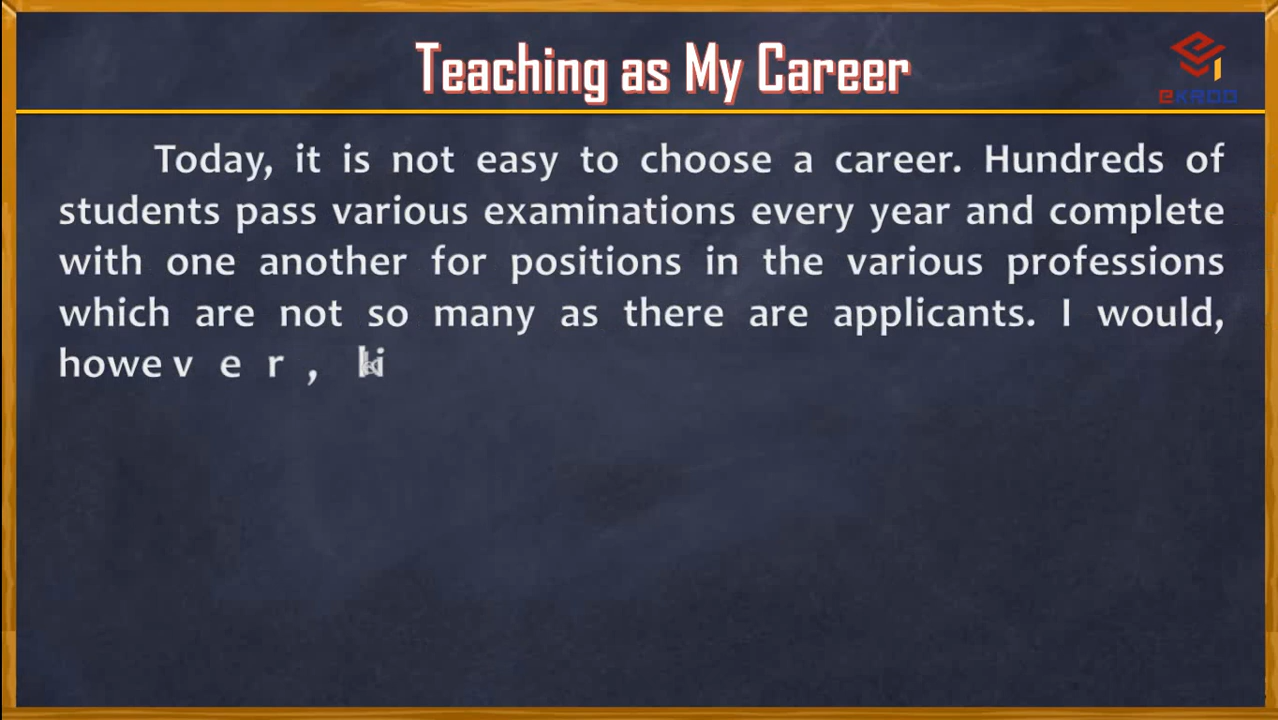 Teaching as My Career
eKADO
Today, it is not easy to choose a career. Hundreds of
students pass various examinations every year and complete
with one another for positions in the various professions
which are not so many as there are applicants. I would,
however,